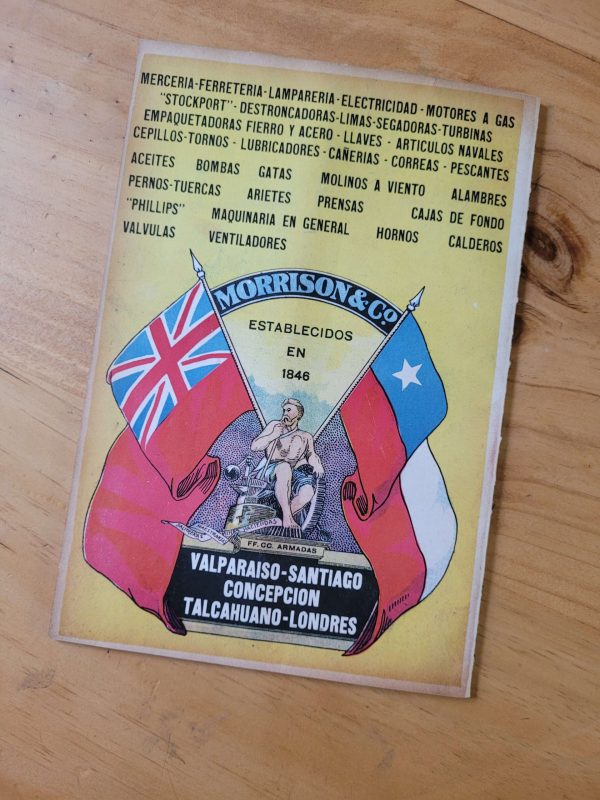 MERCERIA-FERRETERIA-LAMPARERIA-ELECTRICIDAD-MOTORES A GAS
"STOCKPORT"-DESTRONCADORAS-LIMAS-SEGADORAS-TURBINAS
EMPAQUETADORAS FIERRO Y ACERO-LLAVES-ARTICULOS NAVALES
CEPILLOS-TORNOS-LUBRICADORES-CAÑERIAS-CORREAS-PESCANTES
ACEITES BOMBAS GATAS MOLINOS A VIENTO ALAMBRES
PERNOS-TUERCAS ARIETES PRENSAS CAJAS DE FONDO
"PHILLIPS" MAQUINARIA EN GENERAL HORNOS CALDEROS
VALVULAS VENTILADORES
MORRISON & Co
ESTABLECIDOS
EN
1846
FF.CC. ARMADAS
VALPARAISO-SANTIAGO
CONCEPCION
TALCAHUANO-LONDRES